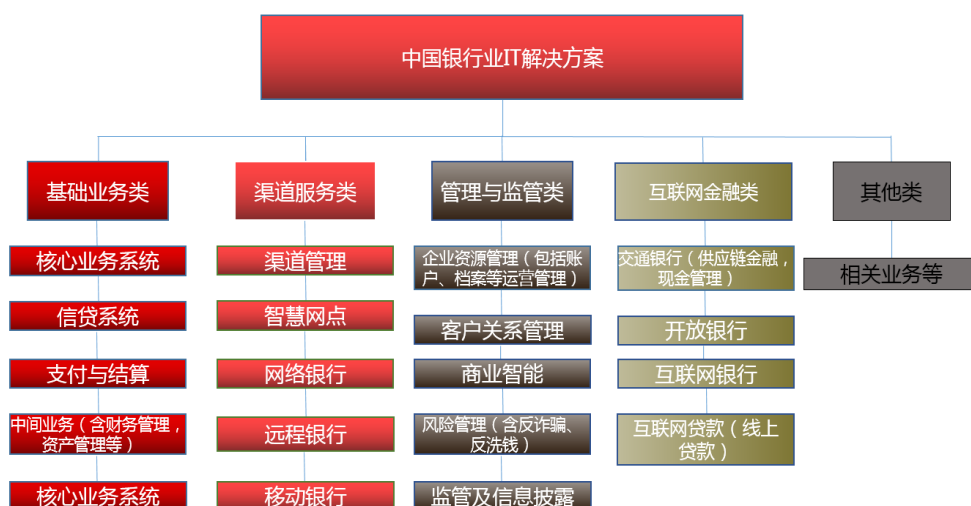 中国银行业IT解决方案
基础业务类
核心业务系统
信贷系统
支付与结算
中间业务（含财务管理，
资产管理等）
核心业务系统
渠道服务类
渠道管理
智慧网点
网络银行
远程银行
移动银行
管理与监管类
企业资源管理（包括账
户、档案等运营管理）
客户关系管理
商业智能
风险管理（含反诈骗、
反洗钱）
监管及信息披露
互联网金融类
交通银行（供应链金融，
现金管理）
开放银行
互联网银行
互联网贷款（线上
贷款）
其他类
相关业务等